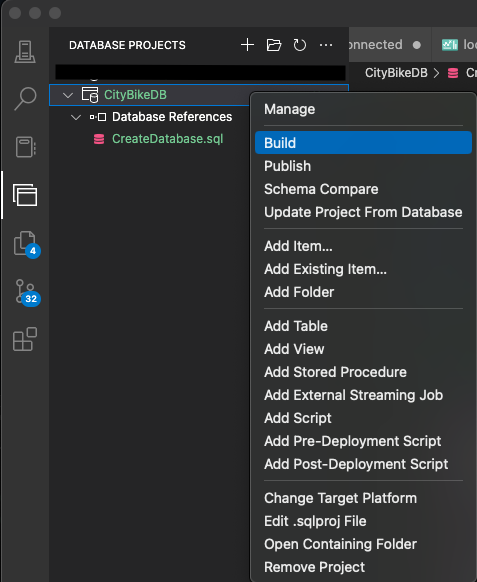 DATABASE PROJECTS
onnected
loc
CityBikeDB
CityBikeDB
Database References
CreateDatabase.sql
4
32
Manage
Build
Publish
Schema Compare
Update Project From Database
Add Item...
Add Existing Item...
Add Folder
Add Table
Add View
Add Stored Procedure
Add External Streaming Job
Add Script
Add Pre-Deployment Script
Add Post-Deployment Script
Change Target Platform
Edit .sqlproj File
Open Containing Folder
Remove Project